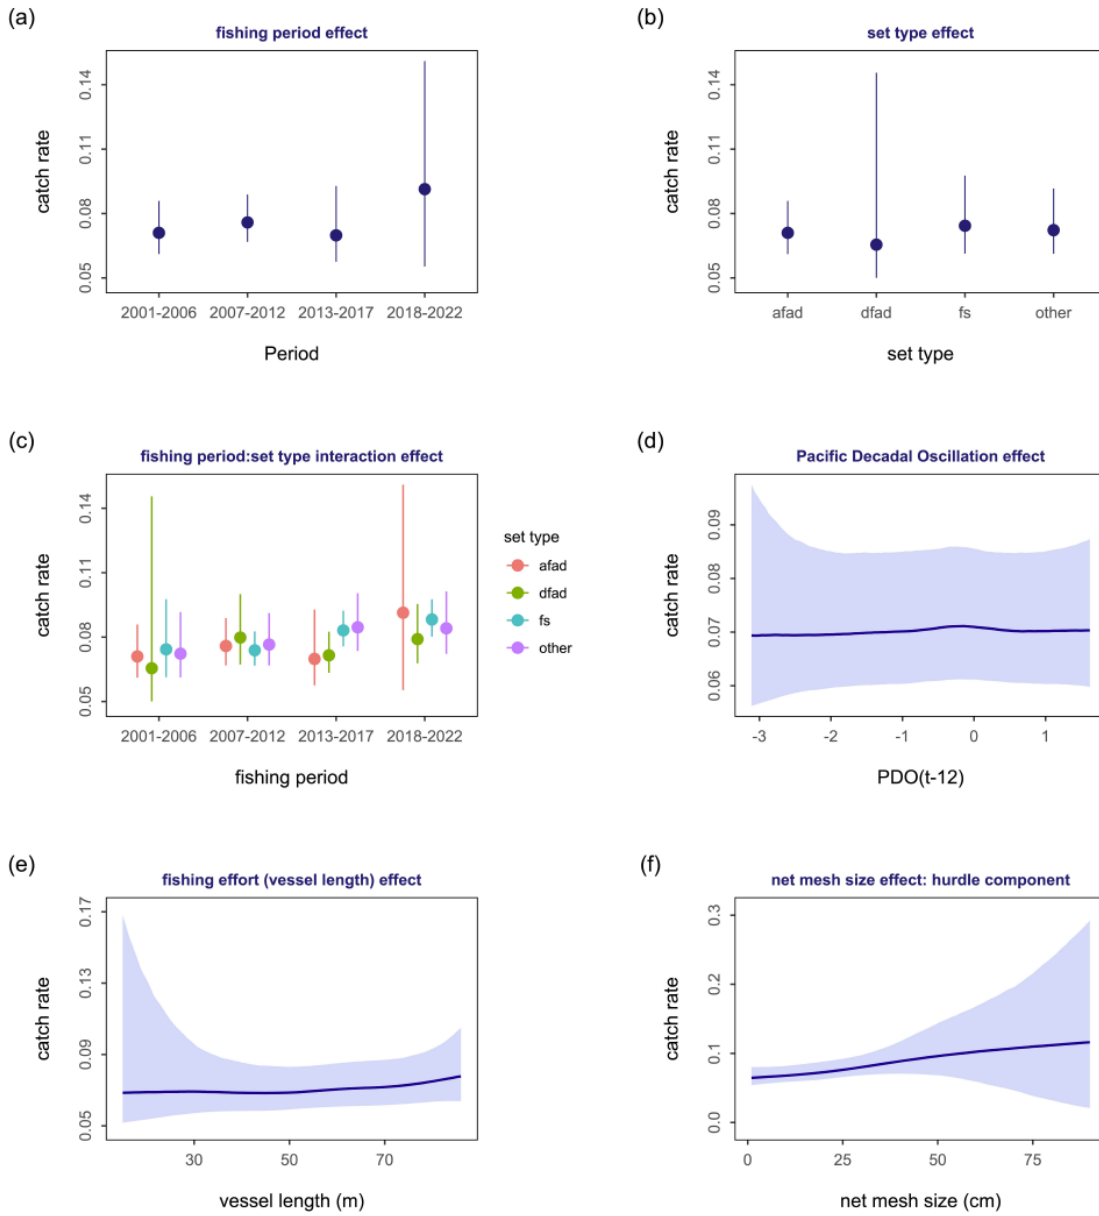 (a)
fishing period effect
catch rate
0.14
0.11
0.08
0.05
2001-2006 2007-2012 2013-2017 2018-2022
Period
(b)
set type effect
catch rate
0.14
0.11
0.08
0.05
afad dfad fs other
set type
(c)
fishing period:set type interaction effect
catch rate
0.14
0.11
0.08
0.05
2001-2006 2007-2012 2013-2017 2018-2022
fishing period
set type
afad
dfad
fs
other
(d)
Pacific Decadal Oscillation effect
catch rate
0.09
0.08
0.07
0.06
-3 -2 -1 0 1
PDO(t-12)
(e)
fishing effort (vessel length) effect
catch rate
0.17
0.13
0.09
0.05
30 50 70
vessel length (m)
(f)
net mesh size effect: hurdle component
catch rate
0.3
0.2
0.1
0.0
0 25 50 75
net mesh size (cm)